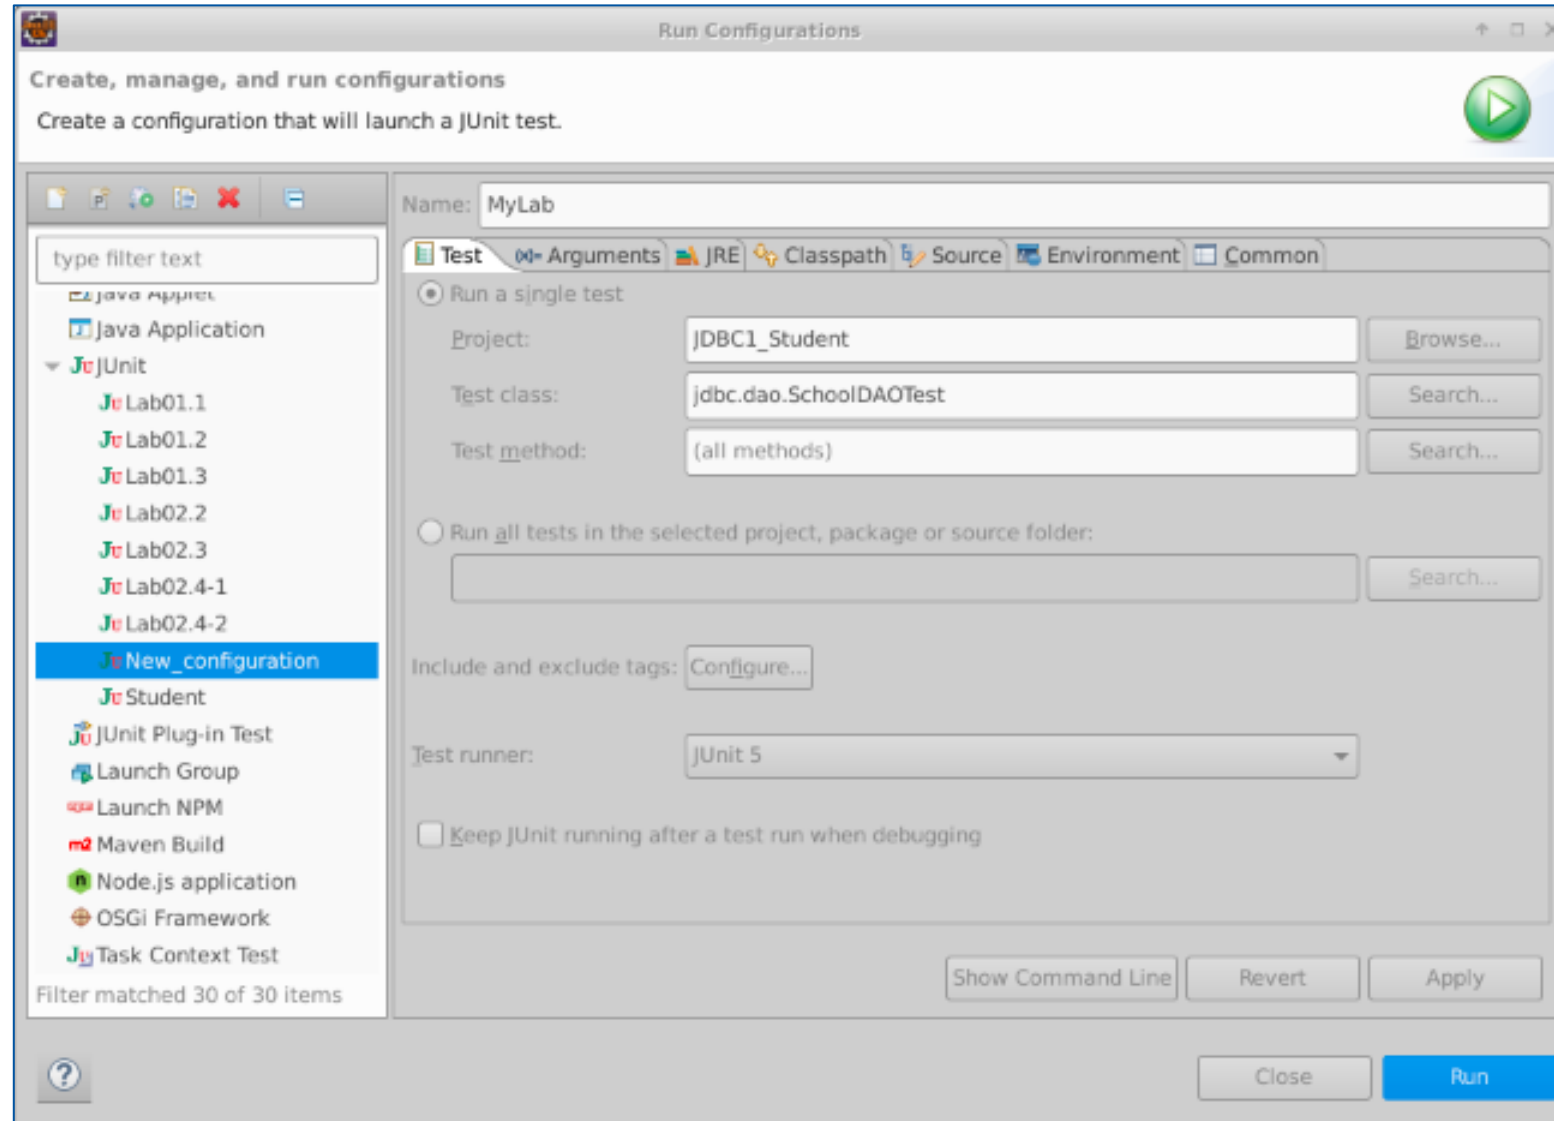 Run Configurations
Create, manage, and run configurations
Create a configuration that will launch a JUnit test.
Name: MyLab
type filter text
Test (x)= Arguments JRE Classpath Source Environment Common
Java Applet
Java Application
JUnit
Lab01.1
Lab01.2
Lab01.3
Lab02.2
Lab02.3
Lab02.4-1
Lab02.4-2
New_configuration
Student
JUnit Plug-in Test
Launch Group
Launch NPM
Maven Build
Node.js application
OSGi Framework
Task Context Test
Filter matched 30 of 30 items
Run a single test
Project: JDBC1_Student Browse...
Test class: jdbc.dao.SchoolDAOTest Search...
Test method: (all methods) Search...
Run all tests in the selected project, package or source folder:
Search...
Include and exclude tags: Configure...
Test runner: JUnit 5
Keep JUnit running after a test run when debugging
Show Command Line Revert Apply
? Close Run